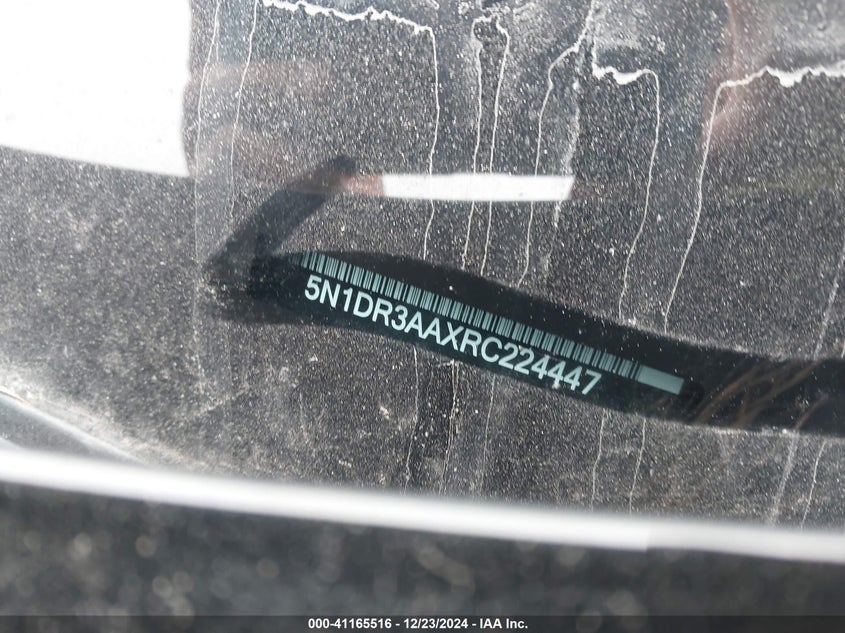 5N1DR3AAXRC224447
000-41165516 - 12/23/2024 - IAA Inc.